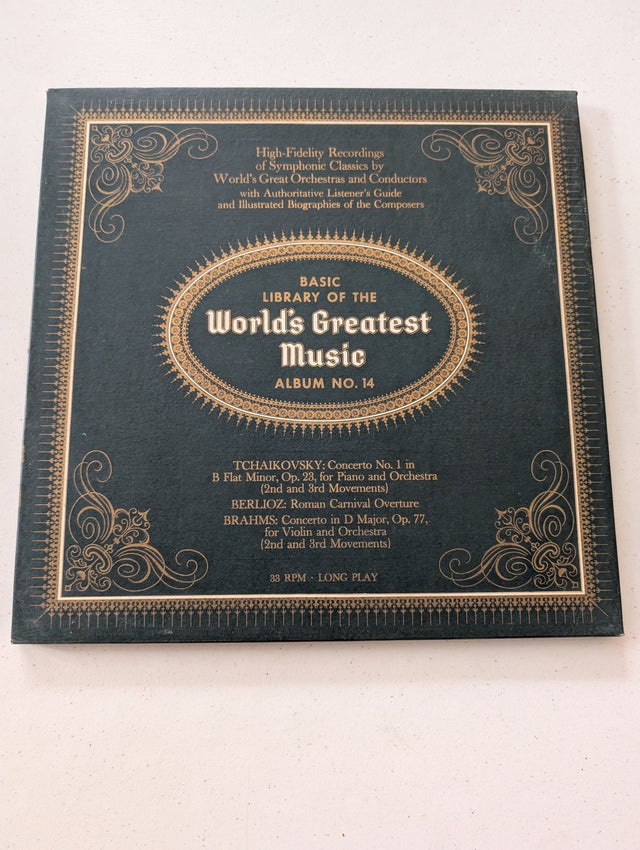 High-Fidelity Recordings
of Symphonic Classics by
World's Great Orchestras and Conductors
with Authoritative Listener's Guide
and Illustrated Biographies of the Composers
BASIC
LIBRARY OF THE
World's Greatest
Music
ALBUM NO. 14
TCHAIKOVSKY: Concerto No. 1 in
B Flat Minor, Op. 23, for Piano and Orchestra
(2nd and 3rd Movements)
BERLIOZ: Roman Carnival Overture
BRAHMS: Concerto in D Major, Op. 77,
for Violin and Orchestra
(2nd and 3rd Movements)
33 RPM · LONG PLAY